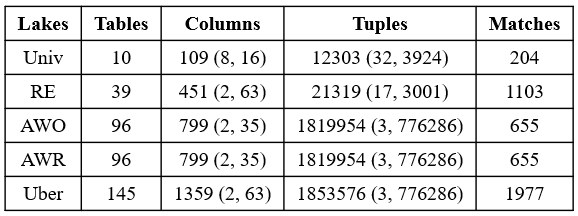 Lakes Tables Columns Tuples Matches
Univ 10 109 (8, 16) 12303 (32, 3924) 204
RE 39 451 (2, 63) 21319 (17, 3001) 1103
AWO 96 799 (2, 35) 1819954 (3, 776286) 655
AWR 96 799 (2, 35) 1819954 (3, 776286) 655
Uber 145 1359 (2, 63) 1853576 (3, 776286) 1977